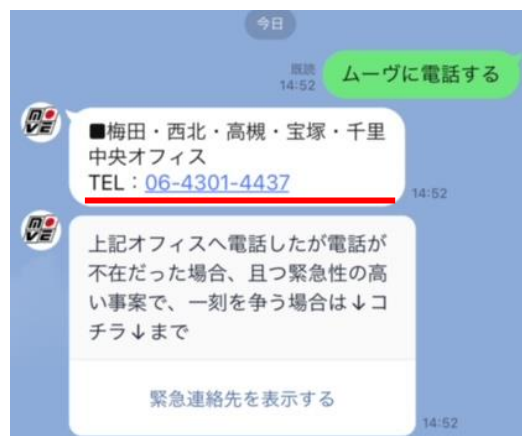 今日
既読
14:52
ムーヴに電話する
MOVE
■梅田・西北・高槻・宝塚・千里
中央オフィス
TEL：06-4301-4437
14:52
MOVE
上記オフィスへ電話したが電話が
不在だった場合、且つ緊急性の高
い事案で、一刻を争う場合は↓コ
チラ↓まで
緊急連絡先を表示する
14:52